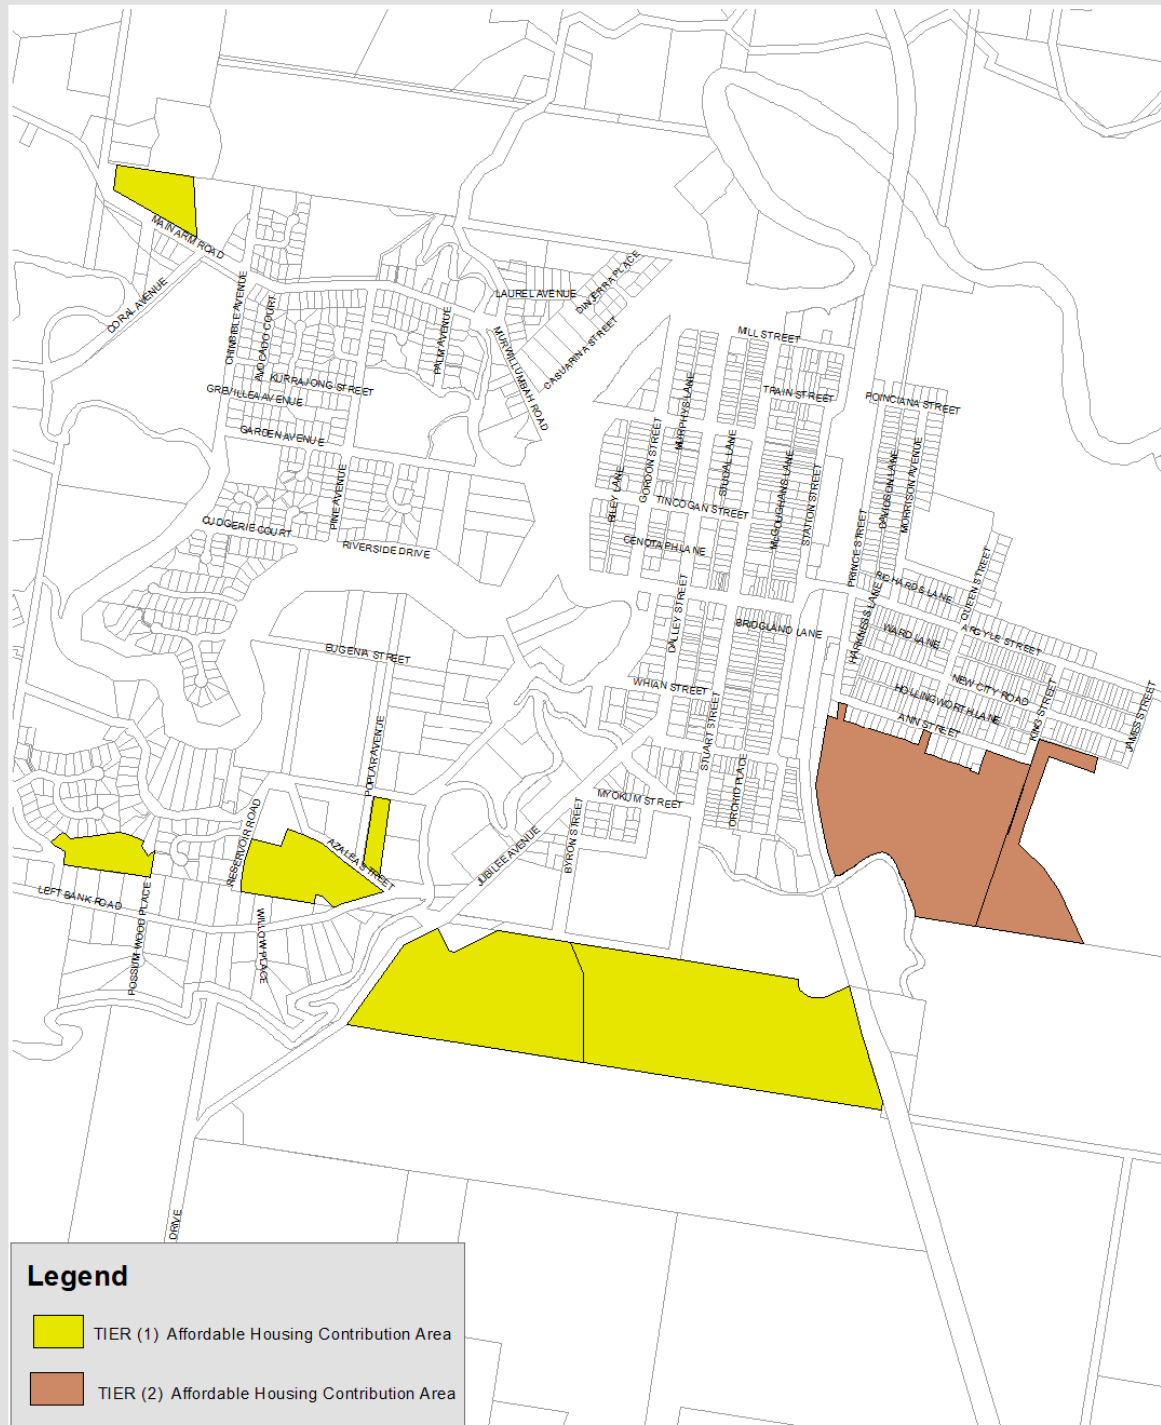 MAIN ARM ROAD
CORAL AVENUE
CHINBIBLE AVENUE
AVOCADO COURT
LAUREL AVENUE
DINJERRA PLACE
CASUARINA STREET
MURWILLUMBAH ROAD
PALM AVENUE
KURRAJONG STREET
GREVILLEA AVENUE
GARDEN AVENUE
MILL STREET
TRAIN STREET
POINCIANA STREET
MURPHYS LANE
GORDON STREET
STUDAL LANE
McGOUGHANS LANE
STATION STREET
DAVIDSON LANE
MORRISON AVENUE
RILEY LANE
TINCOGAN STREET
CENOTAPH LANE
PINE AVENUE
CUDGERIE COURT
RIVERSIDE DRIVE
PRINCE STREET
RICHARDS LANE
QUEEN STREET
HARKNESS LANE
WARD LANE
ARGYLE STREET
BRIDGLAND LANE
DALLEY STREET
EUGENIA STREET
WHIAN STREET
NEW CITY ROAD
HOLLINGWORTH LANE
ANN STREET
KING STREET
JAMES STREET
STUART STREET
POPLAR AVENUE
ORCHID PLACE
MYOKUM STREET
BYRON STREET
JUBILEE AVENUE
RESERVOIR ROAD
AZALEA STREET
LEFT BANK ROAD
POSSUM WOOD PLACE
WILLOW PLACE
DRIVE
Legend
TIER (1) Affordable Housing Contribution Area
TIER (2) Affordable Housing Contribution Area